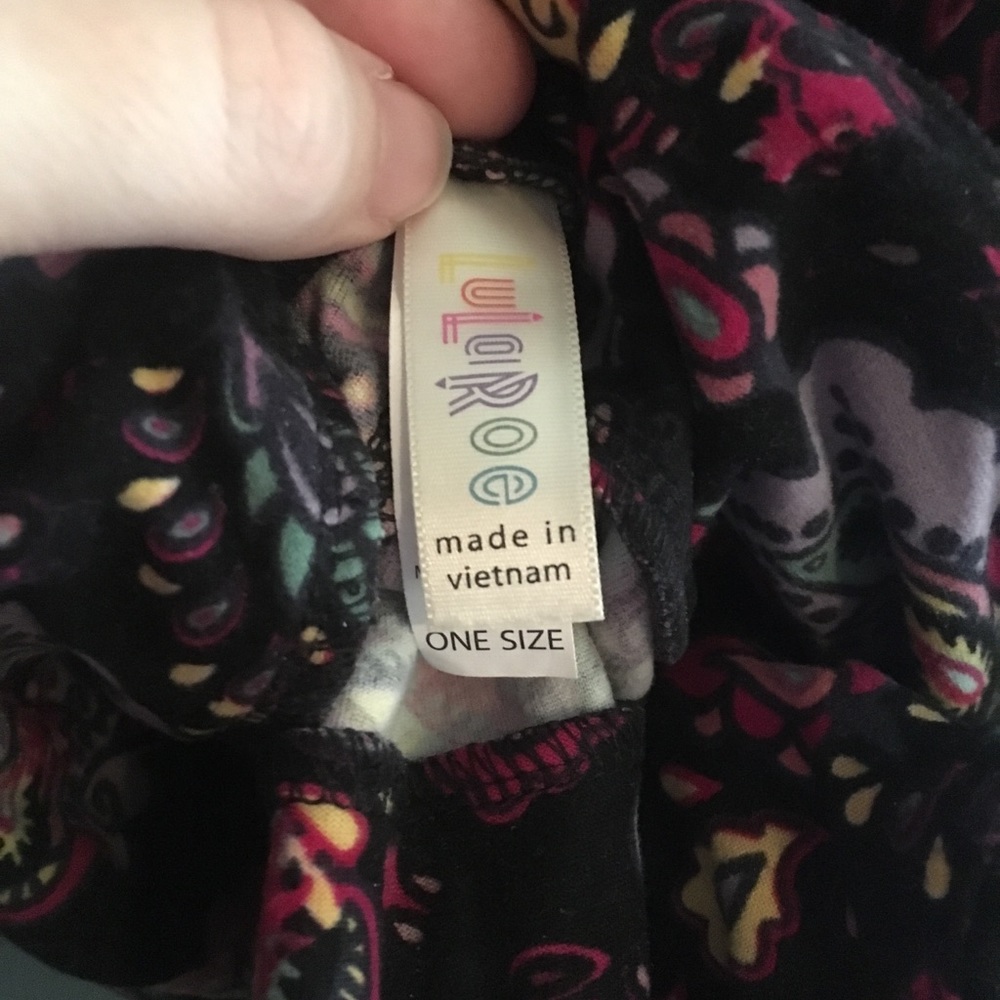 LuLaRoe
made in
vietnam
ONE SIZE